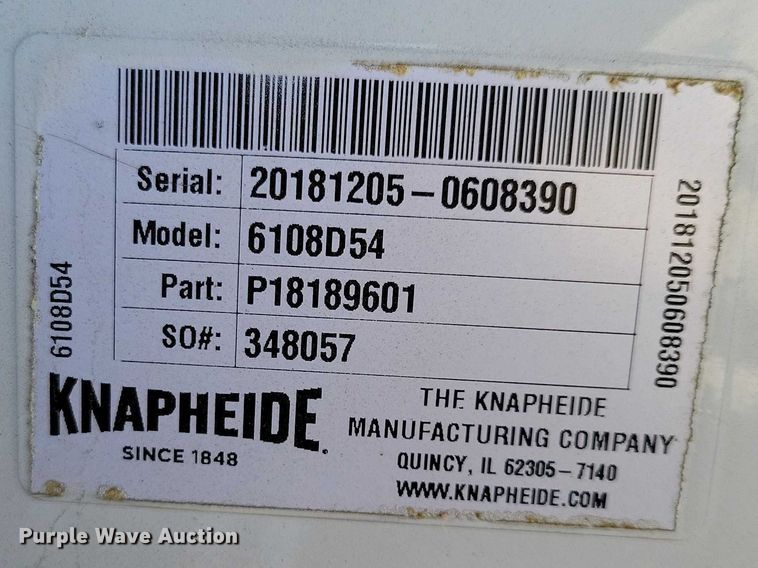 Serial: 20181205-0608390
Model: 6108D54
Part: P18189601
SO#: 348057
6108D54
201812050608390
KNAPHEIDE
SINCE 1848
THE KNAPHEIDE
MANUFACTURING COMPANY
QUINCY, IL 62305-7140
WWW.KNAPHEIDE.COM
Purple Wave Auction